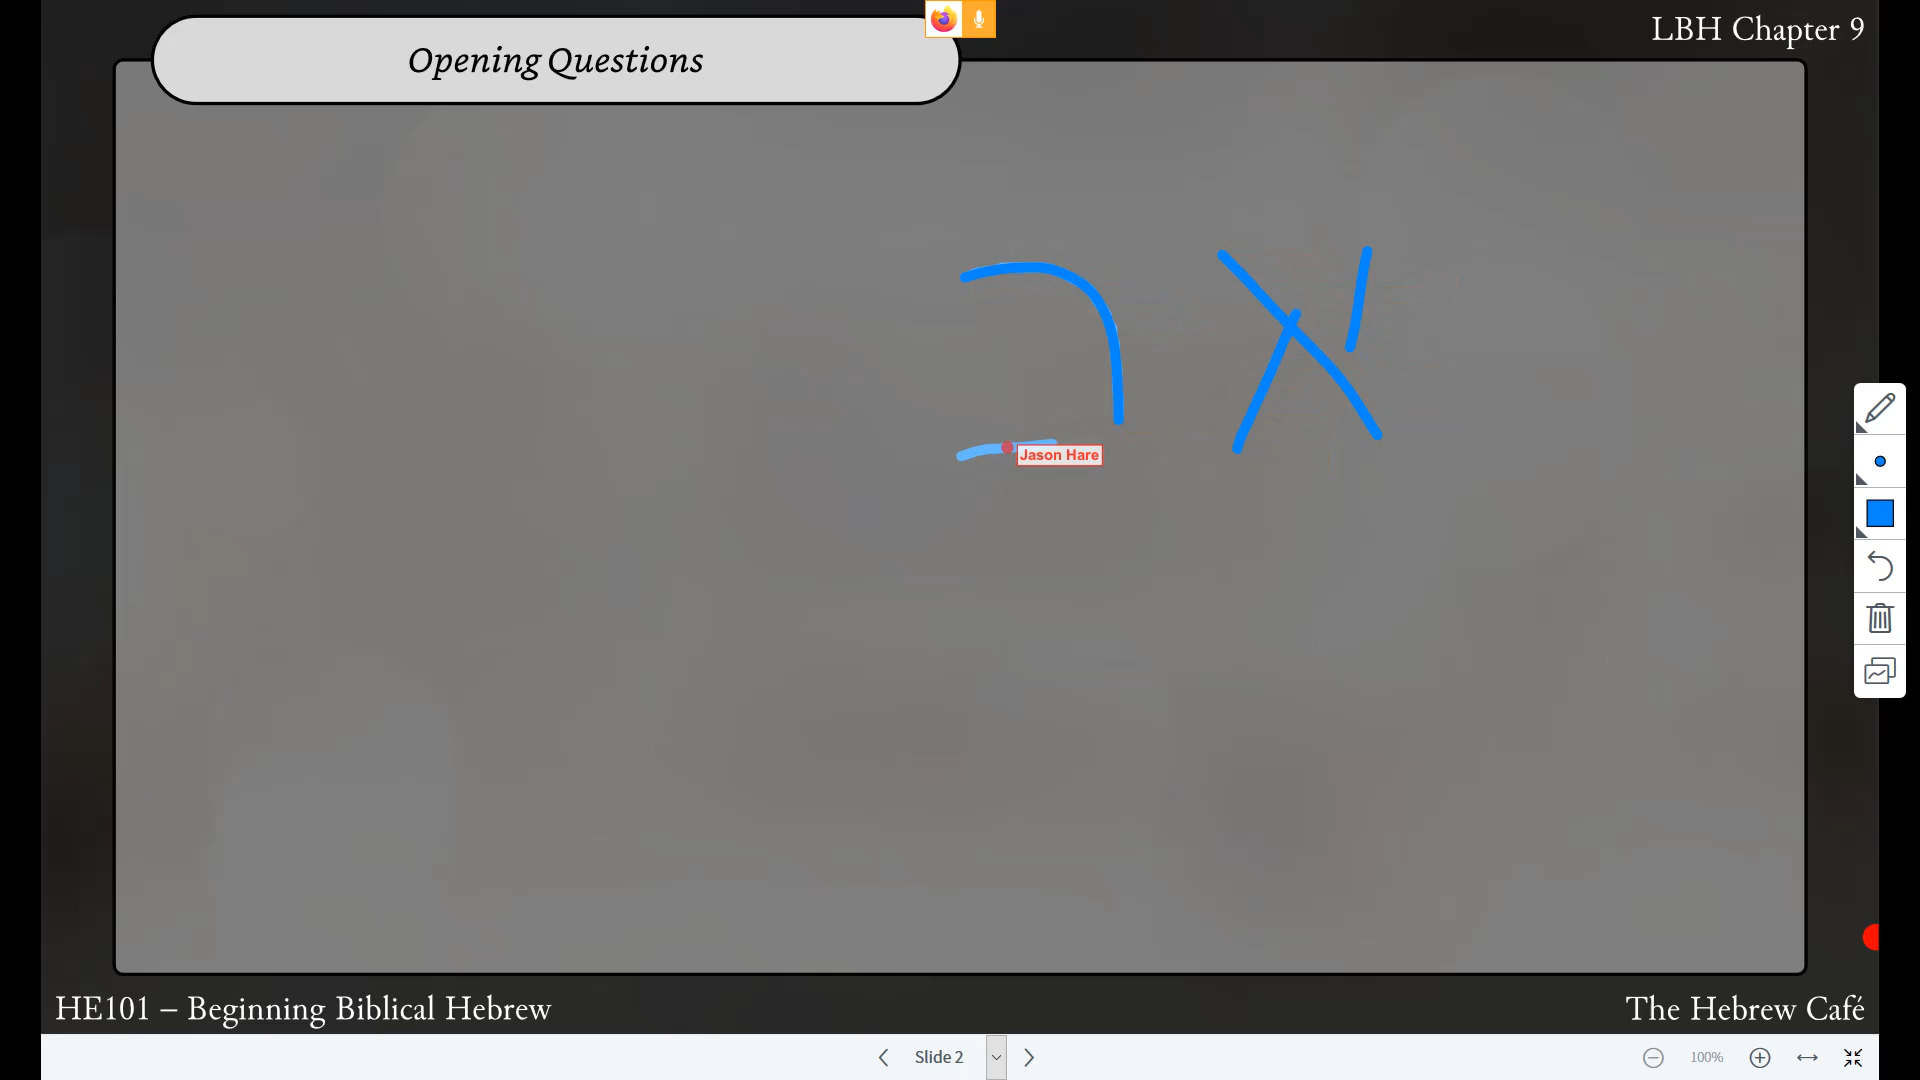 Opening Questions
LBH Chapter 9
אב
Jason Hare
HE101 – Beginning Biblical Hebrew
The Hebrew Café
Slide 2
100%